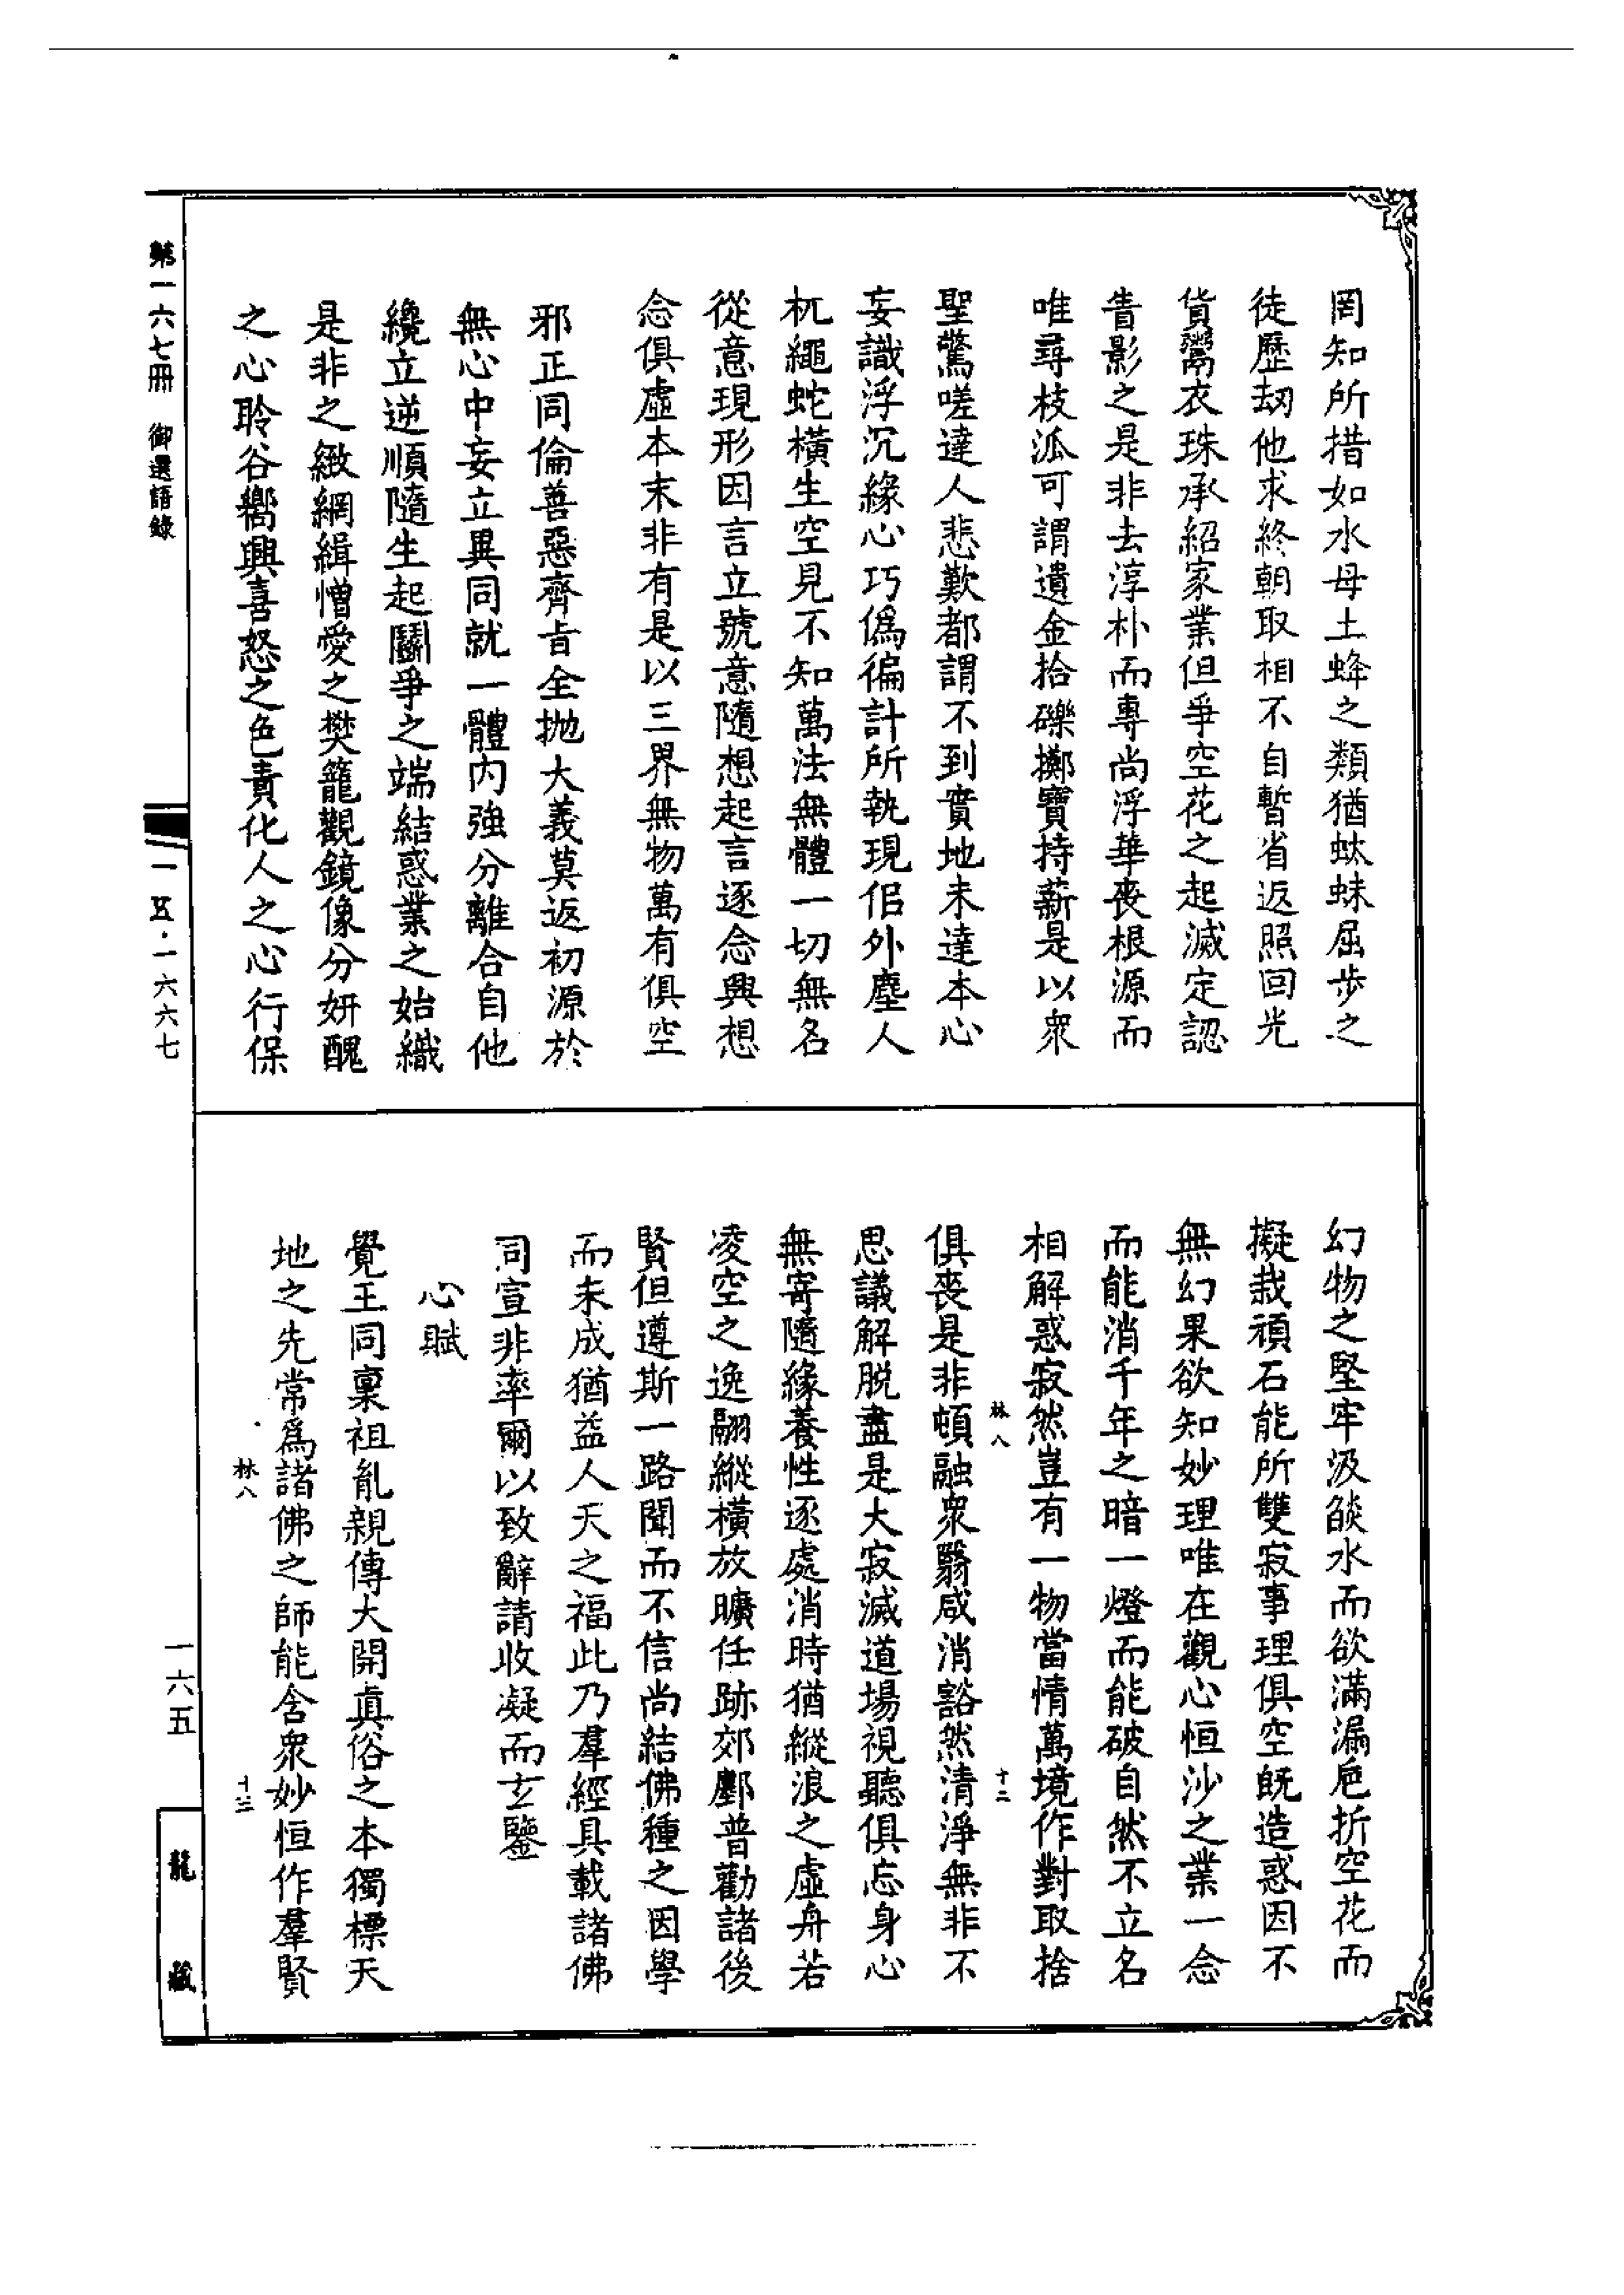 罔知所措如水母土蜂之類猶蚨蛛屈步之
徒歷劫他求終朝取相不自暫省返照回光
貨鬻衣珠承紹家業但爭空花之起滅定認
眚影之是非去淳朴而專尚浮華喪根源而
唯尋枝派可謂遺金拾礫擲寶持薪是以衆
聖驚嗟達人悲歎都謂不到實地未達本心
妄識浮沉緣心巧僞徧計所執現佀外塵人
杌繩蛇橫生空見不知萬法無體一切無名
從意現形因言立號意隨想起言逐念興想
念俱虛本末非有是以三界無物萬有俱空
邪正同倫善惡齊旨全抛大義莫返初源於
無心中妄立異同就一體內強分離合自他
纔立逆順隨生起鬭爭之端結惑業之始織
是非之緻網緝憎愛之樊籠觀鏡像分妍醜
之心聆谷嚮興喜怒之色責化人之心行保
幻物之堅牢汲燄水而欲滿漏巵折空花而
擬栽頑石能所雙寂事理俱空旣造惑因不
無幻果欲知妙理唯在觀心恒沙之業一念
而能消千年之暗一燈而能破自然不立名
相解惑寂然豈有一物當情萬境作對取捨
林八 十二
俱喪是非頓融衆翳咸消豁然清淨無非不
思議解脱盡是大寂滅道場視聽俱忘身心
無寄隨緣養性逐處消時猶縱浪之虛舟若
凌空之逸翮縱橫放曠任跡郊鄽普勸諸後
賢但遵斯一路聞而不信尚結佛種之因學
而未成猶益人天之福此乃羣經具載諸佛
同宣非率爾以致辭請收凝而玄鑒
心賦
覺王同稟祖胤親傳大開眞俗之本獨標天
地之先常爲諸佛之師能含衆妙恒作羣賢
林八 十三
第一六七冊 御選語錄
一五·一六六七
一六五
龍藏